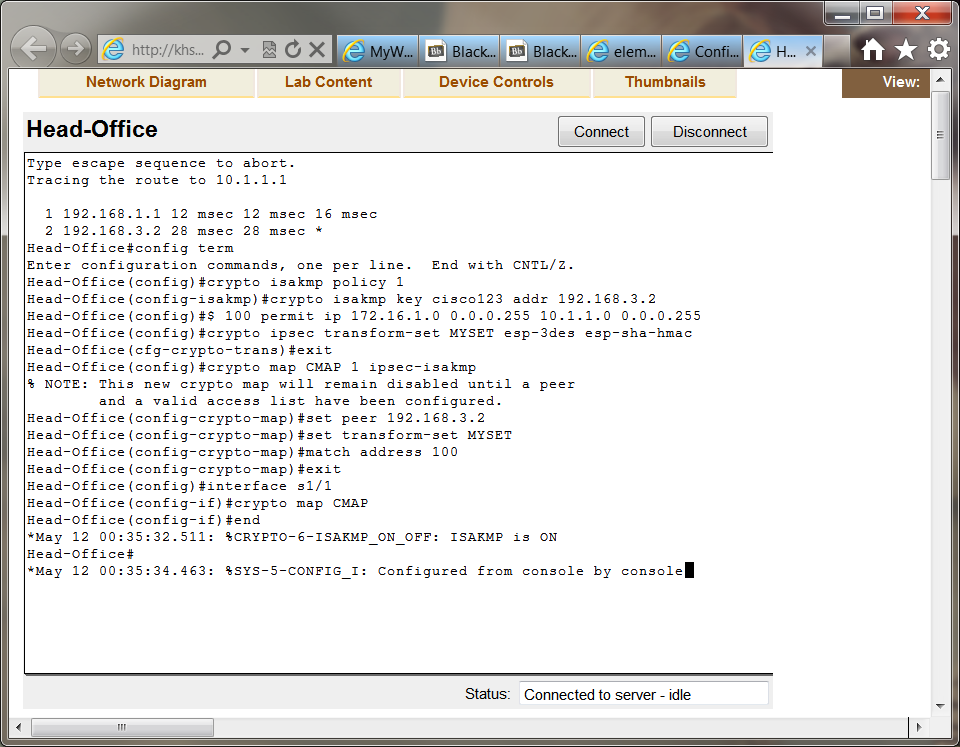 http://khs...
MyW...
Black...
Black...
elem...
Confi...
H...
Network Diagram
Lab Content
Device Controls
Thumbnails
View:
Head-Office
Connect
Disconnect
Type escape sequence to abort.
Tracing the route to 10.1.1.1
1 192.168.1.1 12 msec 12 msec 16 msec
2 192.168.3.2 28 msec 28 msec *
Head-Office#config term
Enter configuration commands, one per line.  End with CNTL/Z.
Head-Office(config)#crypto isakmp policy 1
Head-Office(config-isakmp)#crypto isakmp key cisco123 addr 192.168.3.2
Head-Office(config)#$ 100 permit ip 172.16.1.0 0.0.0.255 10.1.1.0 0.0.0.255
Head-Office(config)#crypto ipsec transform-set MYSET esp-3des esp-sha-hmac
Head-Office(cfg-crypto-trans)#exit
Head-Office(config)#crypto map CMAP 1 ipsec-isakmp
% NOTE: This new crypto map will remain disabled until a peer
and a valid access list have been configured.
Head-Office(config-crypto-map)#set peer 192.168.3.2
Head-Office(config-crypto-map)#set transform-set MYSET
Head-Office(config-crypto-map)#match address 100
Head-Office(config-crypto-map)#exit
Head-Office(config)#interface s1/1
Head-Office(config-if)#crypto map CMAP
Head-Office(config-if)#end
*May 12 00:35:32.511: %CRYPTO-6-ISAKMP_ON_OFF: ISAKMP is ON
Head-Office#
*May 12 00:35:34.463: %SYS-5-CONFIG_I: Configured from console by console
Status: Connected to server - idle